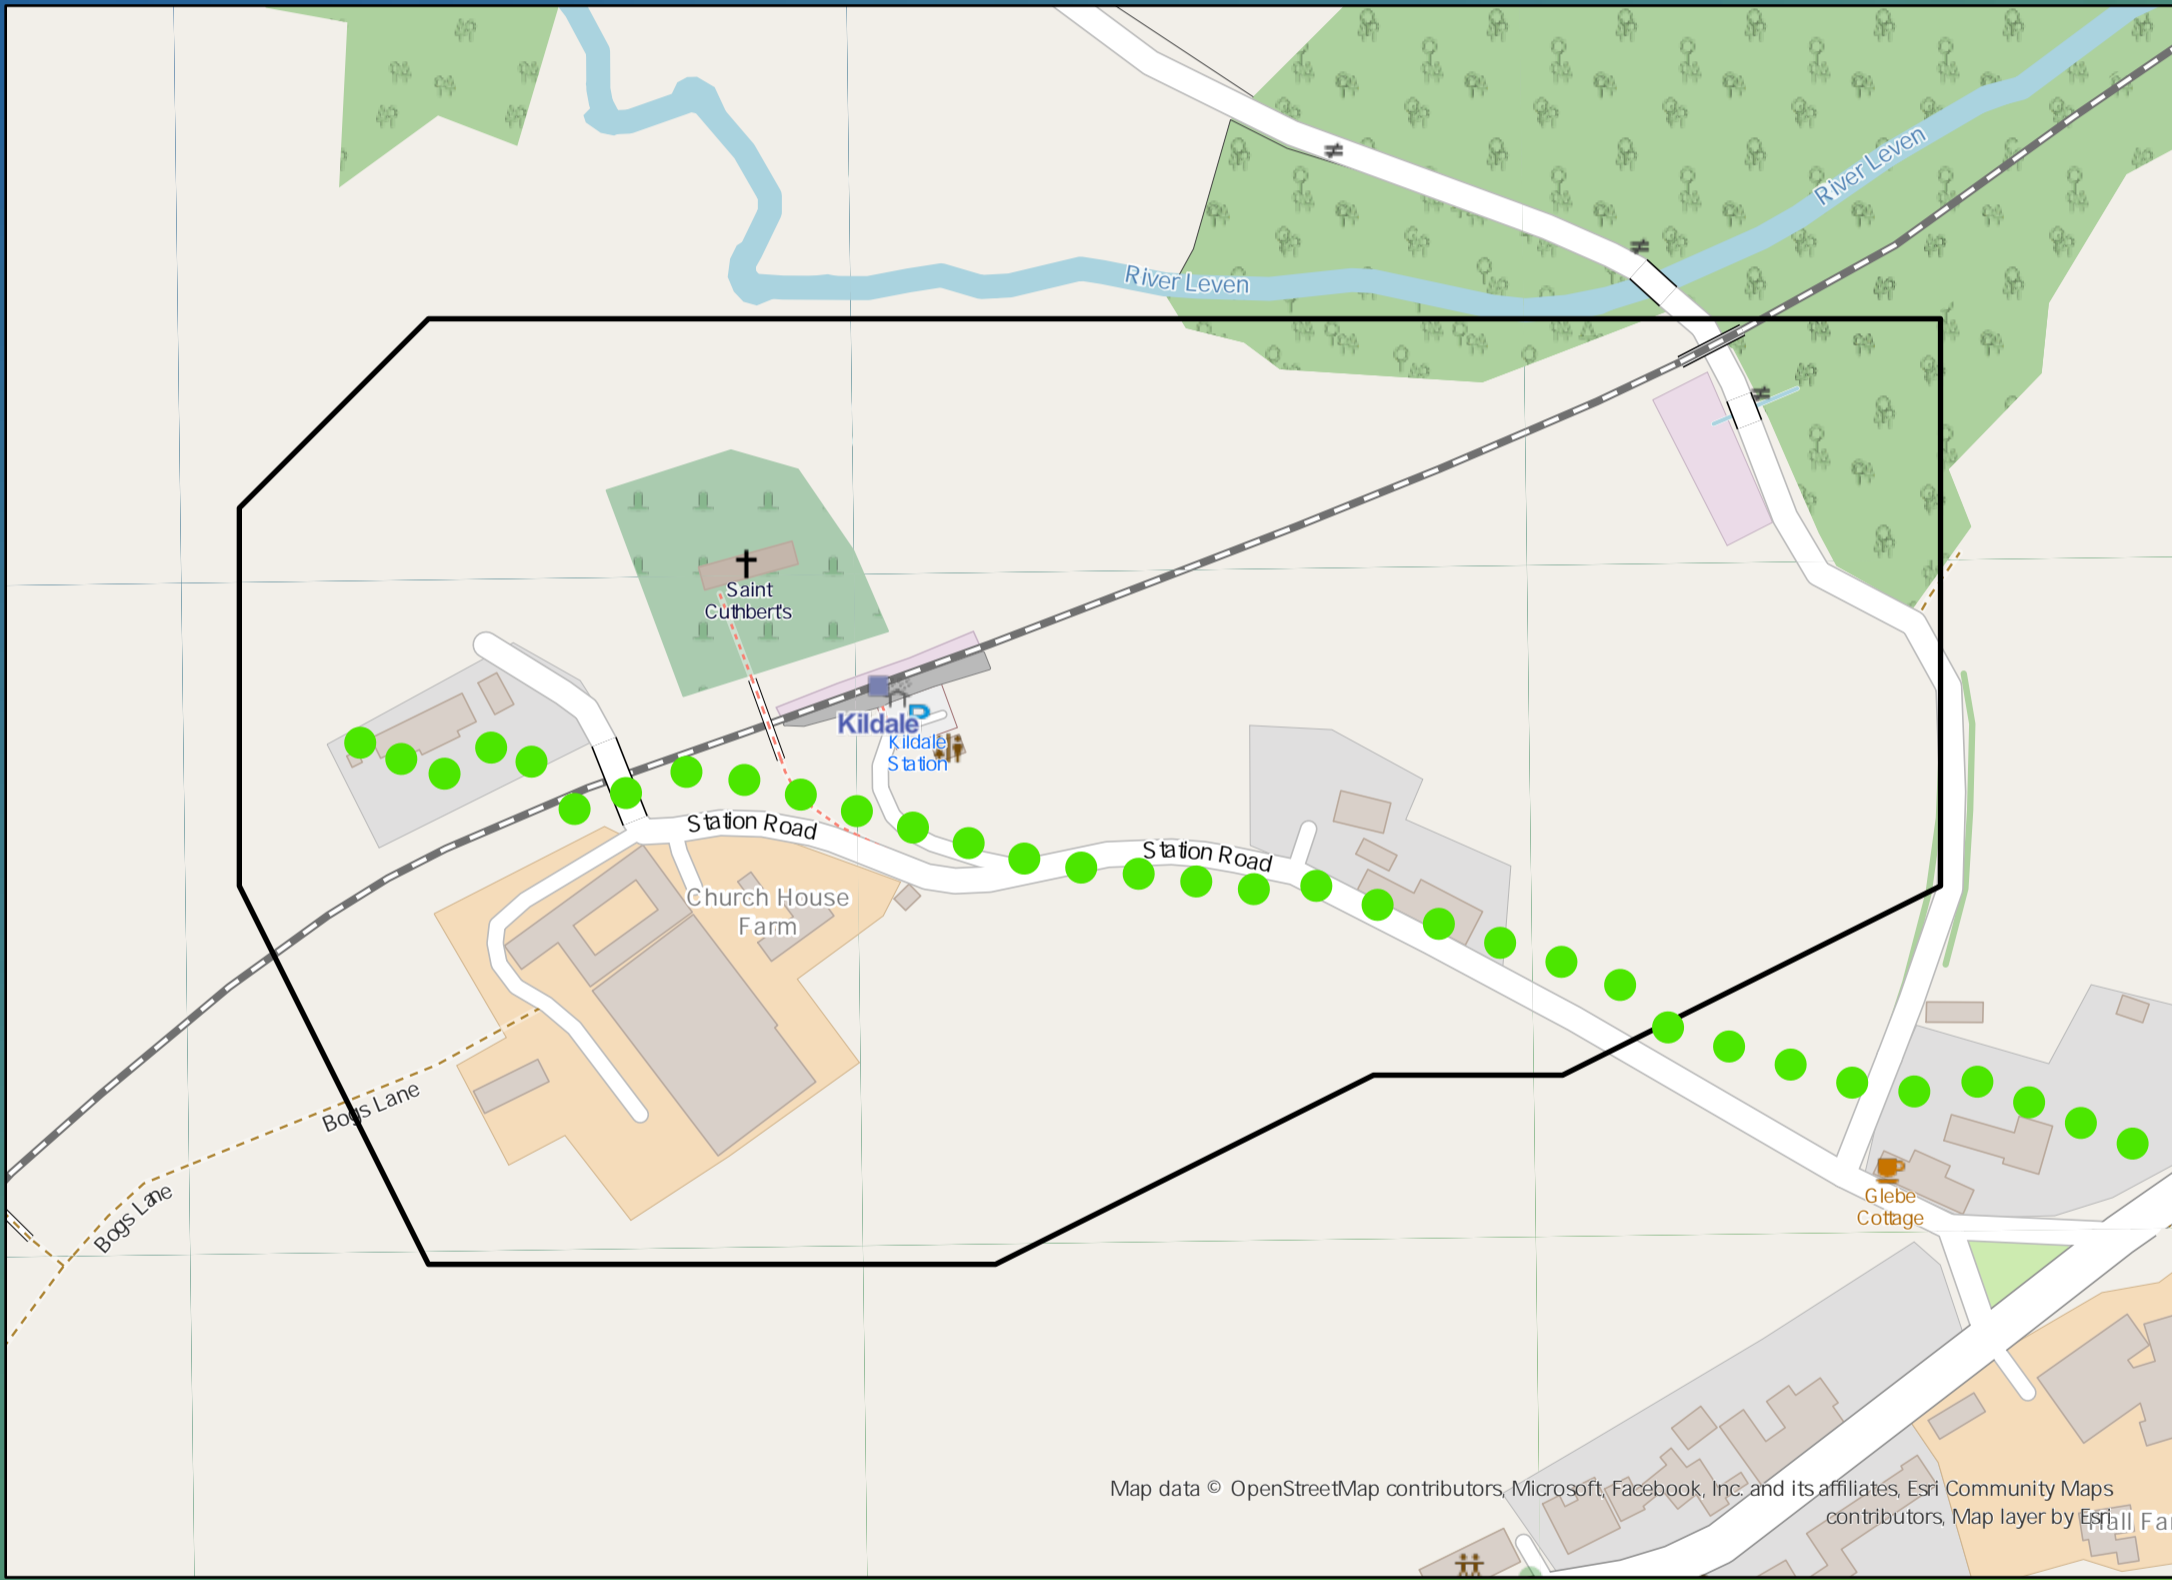 River Leven
River Leven
Saint
Cuthbert's
Kildale
P
Kildale
Station
Station Road
Station Road
Church House
Farm
Bogs Lane
Bogs Lane
Glebe
Cottage
Map data © OpenStreetMap contributors, Microsoft, Facebook, Inc. and its affiliates, Esri Community Maps
contributors, Map layer by Esri
Hall Fa